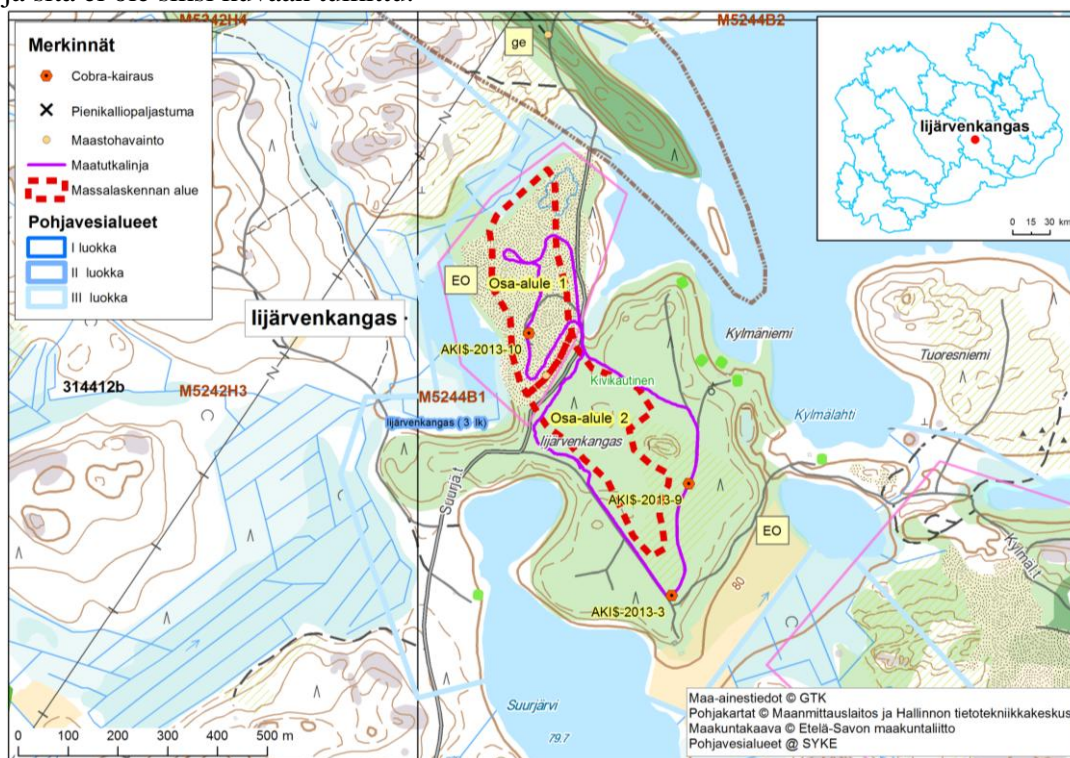 ja sitä ei ole siksi kuvaan tulkittu.
M5242H4
M5244B2
Merkinnät
Cobra-kairaus
Pienikalliopaljastuma
Maastohavainto
Maatutkalinja
Massalaskennan alue
Pohjavesialueet
I luokka
II luokka
III luokka
ge
N
Iijärvenkangas
0 15 30 km
EO
Osa-alule 1
Iijärvenkangas
AKI$-2013-10
Kylmäniemi
Tuoresniemi
314412b
M5242H3
N
M5244B1
Kivikautinen
Iijärvenkangas ( 3 lk)
Osa-alule 2
Iijärvenkangas
Kylmälahti
Suurja.t
AKI$-2013-9
EO
Kylmäl.t
80
AKI$-2013-3
Suurjärvi
79.7
0 100 200 300 400 500 m
Maa-ainestiedot © GTK
Pohjakartat © Maanmittauslaitos ja Hallinnon tietotekniikkakeskus
Maakuntakaava © Etelä-Savon maakuntaliitto
Pohjavesialueet @ SYKE